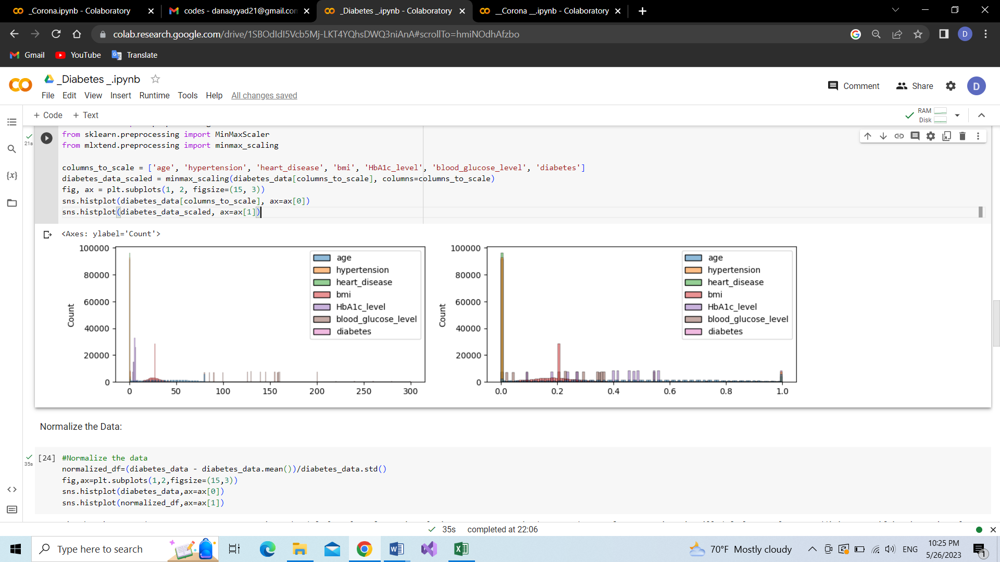 _Corona.ipynb - Colaboratory
codes - danaayyad21@gmail.com
_Diabetes _.ipynb - Colaboratory
__Corona __.ipynb - Colaboratory
colab.research.google.com/drive/1SBOdIdI5Vcb5Mj-LKT4YQhsDWQ3niAnA#scrollTo=hmiNOdhAfzbo
D
Gmail YouTube Translate
_Diabetes _.ipynb
Comment Share D
File Edit View Insert Runtime Tools Help All changes saved
+ Code + Text
RAM
Disk
21s
from sklearn.preprocessing import MinMaxScaler
from mlxtend.preprocessing import minmax_scaling
columns_to_scale = ['age', 'hypertension', 'heart_disease', 'bmi', 'HbA1c_level', 'blood_glucose_level', 'diabetes']
diabetes_data_scaled = minmax_scaling(diabetes_data[columns_to_scale], columns=columns_to_scale)
fig, ax = plt.subplots(1, 2, figsize=(15, 3))
sns.histplot(diabetes_data[columns_to_scale], ax=ax[0])
sns.histplot(diabetes_data_scaled, ax=ax[1])
<Axes: ylabel='Count'>
100000
80000
60000
40000
20000
0
Count
0 50 100 150 200 250 300
age
hypertension
heart_disease
bmi
HbA1c_level
blood_glucose_level
diabetes
100000
80000
60000
40000
20000
0
Count
0.0 0.2 0.4 0.6 0.8 1.0
age
hypertension
heart_disease
bmi
HbA1c_level
blood_glucose_level
diabetes
Normalize the Data:
35s
[24] #Normalize the data
normalized_df=(diabetes_data - diabetes_data.mean())/diabetes_data.std()
fig,ax=plt.subplots(1,2,figsize=(15,3))
sns.histplot(diabetes_data,ax=ax[0])
sns.histplot(normalized_df,ax=ax[1])
35s completed at 22:06
Type here to search
70°F Mostly cloudy
ENG
10:25 PM
5/26/2023
1